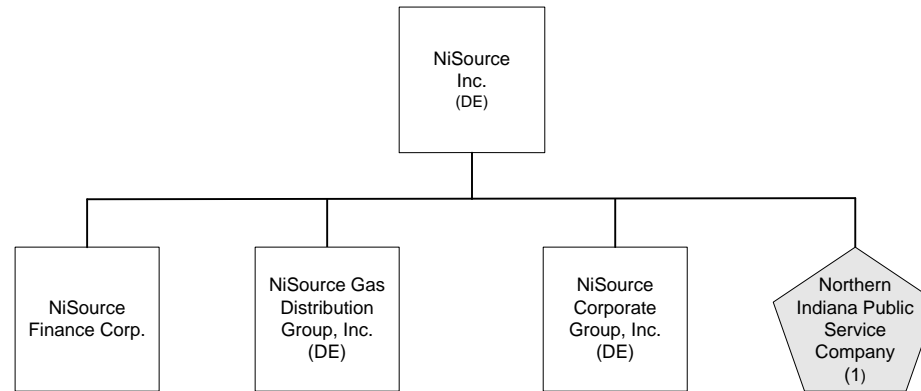 NiSource
Inc.
(DE)
NiSource
Finance Corp.
NiSource Gas
Distribution
Group, Inc.
(DE)
NiSource
Corporate
Group, Inc.
(DE)
Northern
Indiana Public
Service
Company
(1)